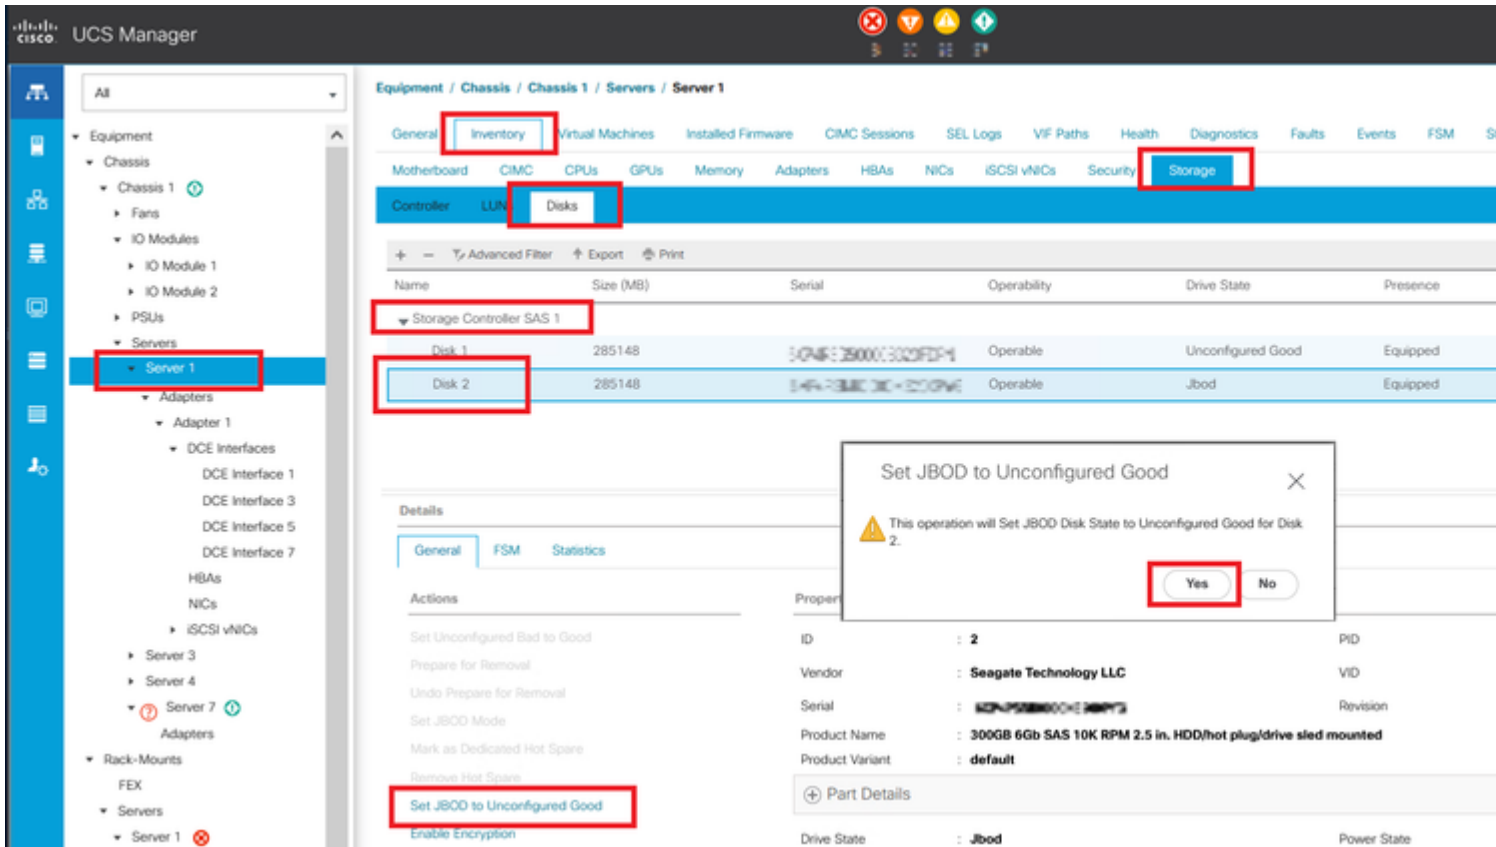 CISCO UCS Manager
All
Equipment
Chassis
Chassis 1
Fans
IO Modules
IO Module 1
IO Module 2
PSUs
Servers
Server 1
Adapters
Adapter 1
DCE Interfaces
DCE Interface 1
DCE Interface 3
DCE Interface 5
DCE Interface 7
HBAs
NICs
iSCSI vNICs
Server 3
Server 4
Server 7
Adapters
Rack-Mounts
FEX
Servers
Server 1
Equipment / Chassis / Chassis 1 / Servers / Server 1
General Inventory Virtual Machines Installed Firmware CIMC Sessions SEL Logs VIF Paths Health Diagnostics Faults Events FSM
Motherboard CIMC CPUs GPUs Memory Adapters HBAs NICs iSCSI vNICs Security Storage
Controller LUN Disks
+ − Advanced Filter Export Print
Name Size (MB) Serial Operability Drive State Presence
Storage Controller SAS 1
Disk 1 285148 Operable Unconfigured Good Equipped
Disk 2 285148 Operable Jbod Equipped
Set JBOD to Unconfigured Good
This operation will Set JBOD Disk State to Unconfigured Good for Disk
2.
Yes No
Details
General FSM Statistics
Actions
Set Unconfigured Bad to Good
Prepare for Removal
Undo Prepare for Removal
Set JBOD Mode
Mark as Dedicated Hot Spare
Remove Hot Spare
Set JBOD to Unconfigured Good
Enable Encryption
Proper
ID : 2 PID
Vendor : Seagate Technology LLC VID
Serial : Revision
Product Name : 300GB 6Gb SAS 10K RPM 2.5 in. HDD/hot plug/drive sled mounted
Product Variant : default
Part Details
Drive State : Jbod Power State